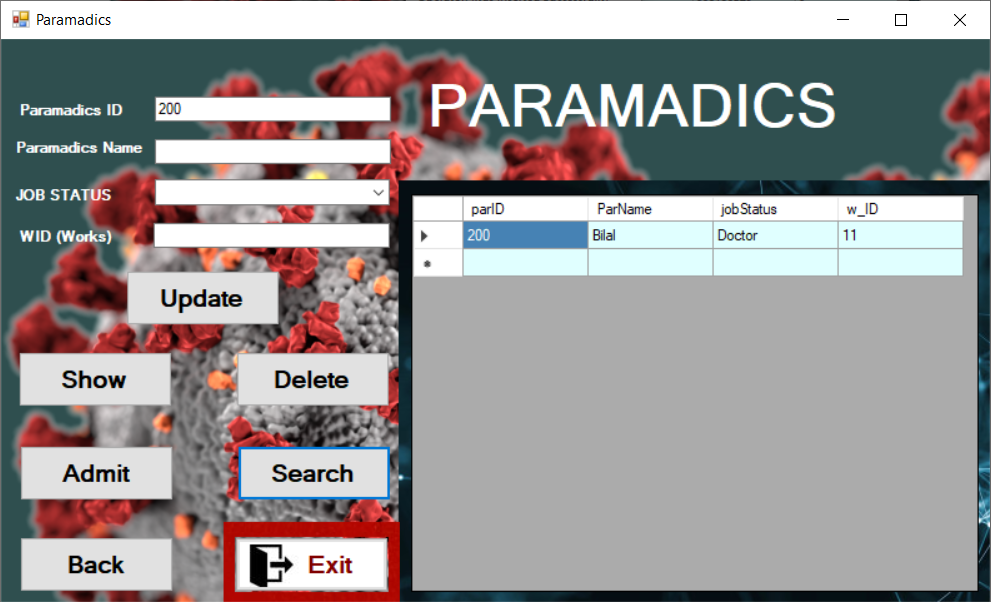 Paramadics
PARAMADICS
Paramadics ID 200
Paramadics Name
JOB STATUS
WID (Works)
Update
Show Delete
Admit Search
Back Exit
parID ParName jobStatus w_ID
200 Bilal Doctor 11